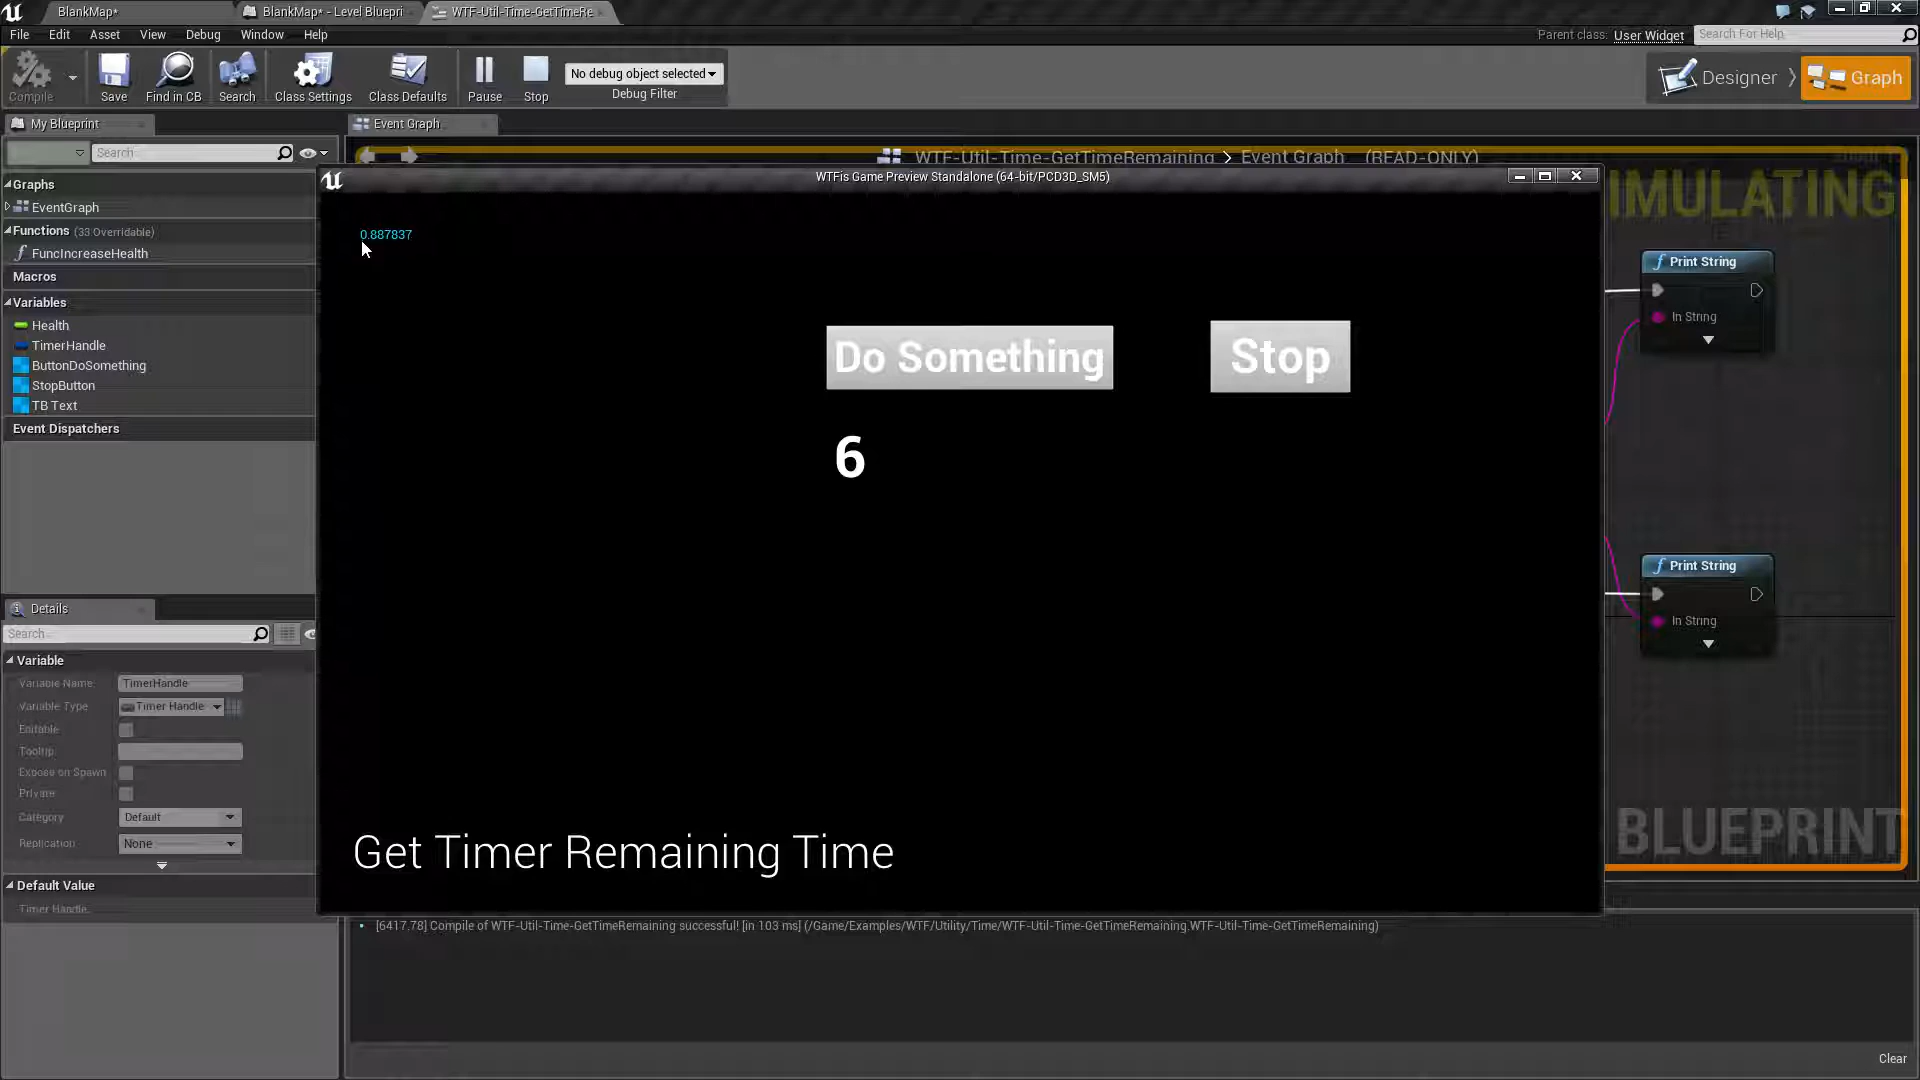 BlankMap*
BlankMap* - Level Bluepri
WTF-Util-Time-GetTimeRe
File Edit Asset View Debug Window Help
Parent class: User Widget
Search For Help
Compile
Save
Find in CB
Search
Class Settings
Class Defaults
Pause
Stop
No debug object selected
Debug Filter
Designer
Graph
My Blueprint
Event Graph
Search
WTF-Util-Time-GetTimeRemaining > Event Graph (READ-ONLY)
Graphs
EventGraph
Functions (33 Overridable)
FuncIncreaseHealth
Macros
Variables
Health
TimerHandle
ButtonDoSomething
StopButton
TB Text
Event Dispatchers
WTFis Game Preview Standalone (64-bit/PCD3D_SM5)
0.887837
Do Something
Stop
6
Get Timer Remaining Time
IMULATING
Print String
In String
Print String
In String
BLUEPRINT
Details
Search
Variable
Variable Name TimerHandle
Variable Type Timer Handle
Editable
Tooltip
Expose on Spawn
Private
Category Default
Replication None
Default Value
Timer Handle
[6417.78] Compile of WTF-Util-Time-GetTimeRemaining successful! [in 103 ms] (/Game/Examples/WTF/Utility/Time/WTF-Util-Time-GetTimeRemaining.WTF-Util-Time-GetTimeRemaining)
Clear